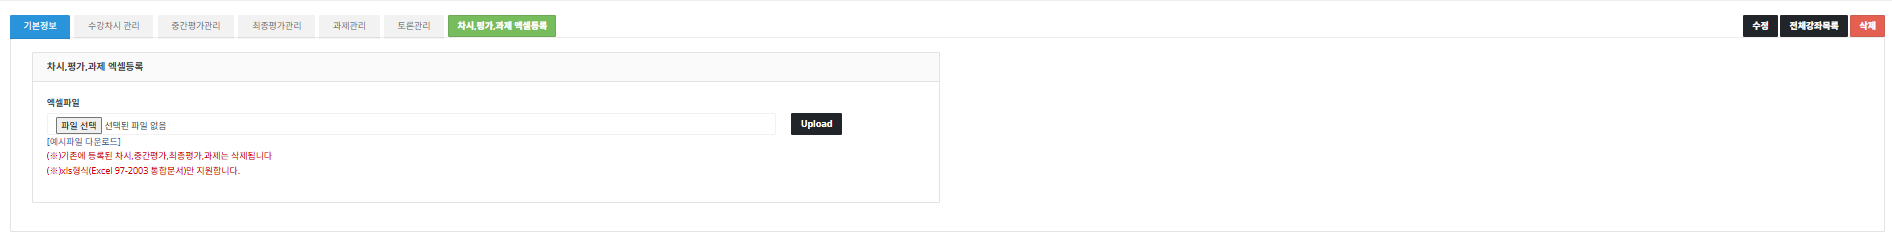 기본정보 수강차시 관리 중간평가관리 최종평가관리 과제관리 토론관리 차시,평가,과제 엑셀등록 수정 전체강좌목록 삭제
차시,평가,과제 엑셀등록
엑셀파일
파일 선택 선택된 파일 없음 Upload
[예시파일 다운로드]
(※)기존에 등록된 차시,중간평가,최종평가,과제는 삭제됩니다
(※)xls형식(Excel 97-2003 통합문서)만 지원합니다.